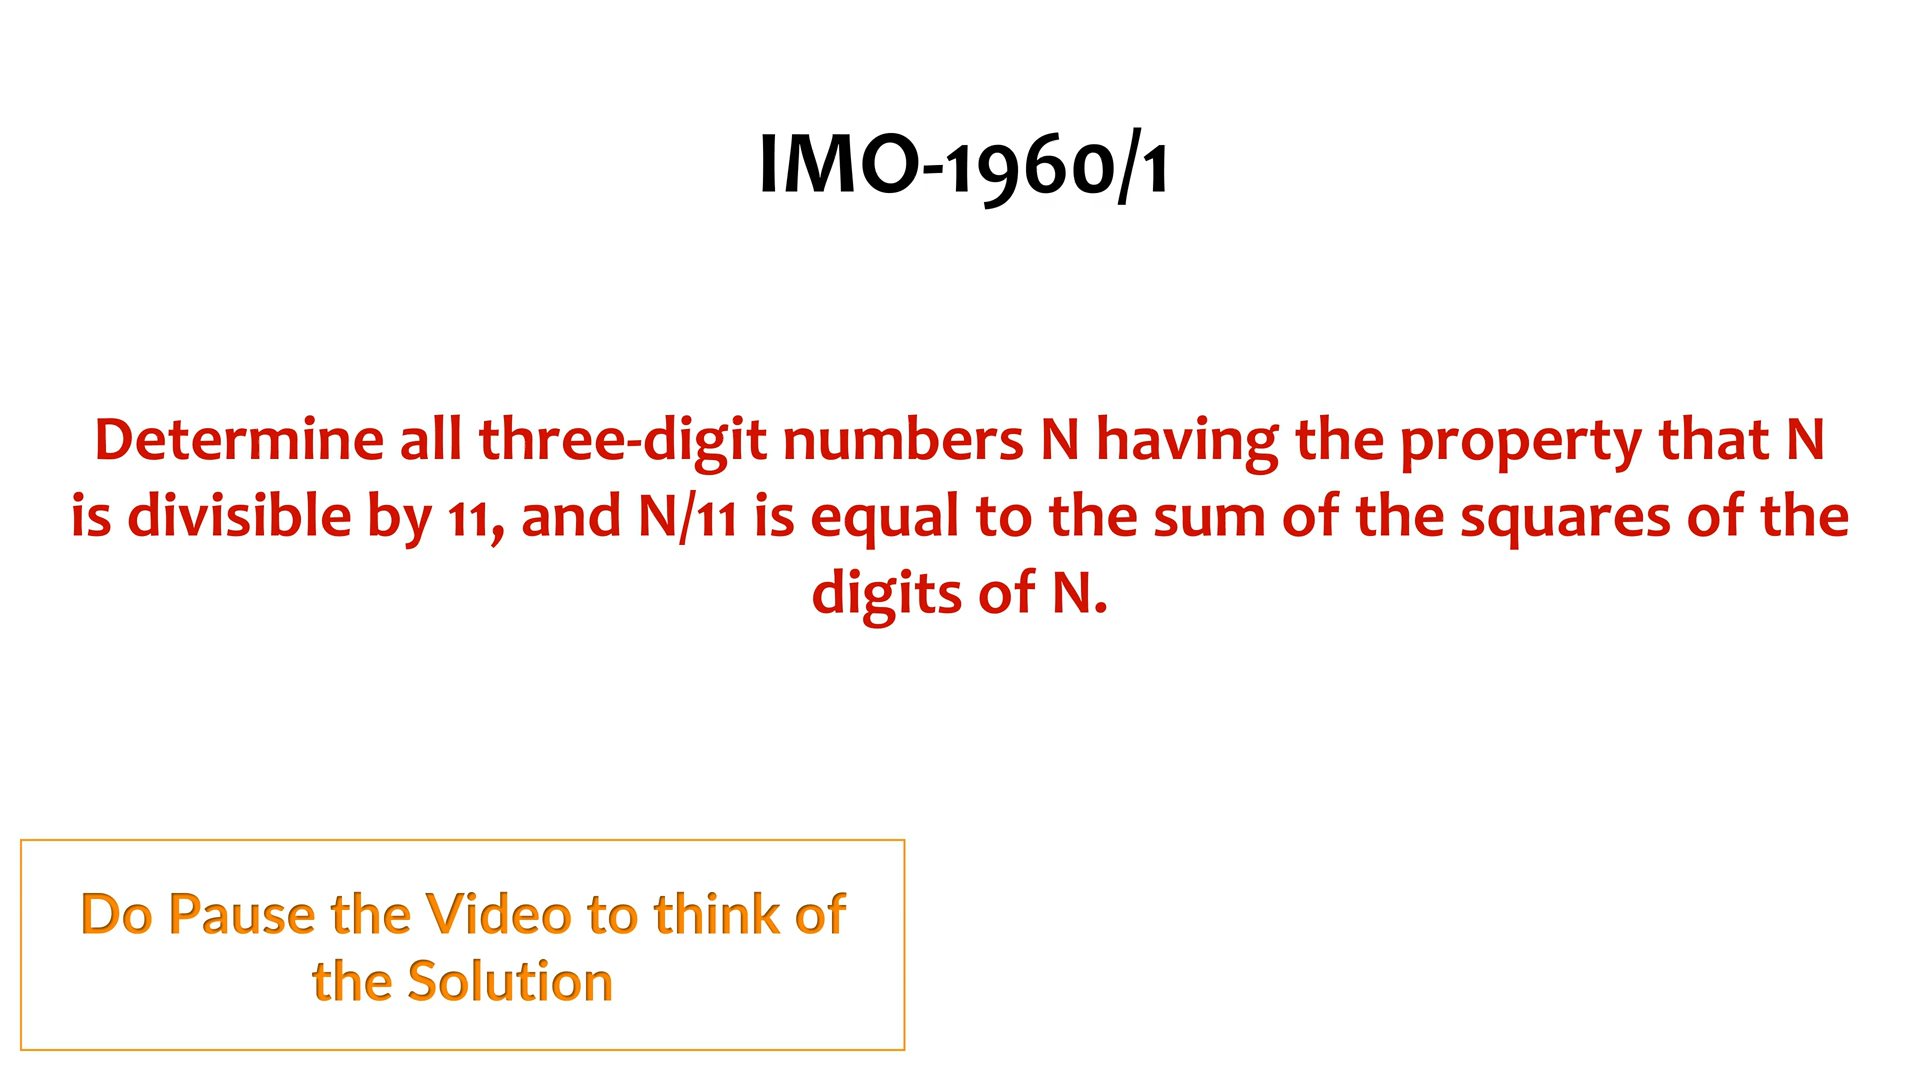 IMO-1960/1
Determine all three-digit numbers N having the property that N
is divisible by 11, and N/11 is equal to the sum of the squares of the
digits of N.
Do Pause the Video to think of
the Solution